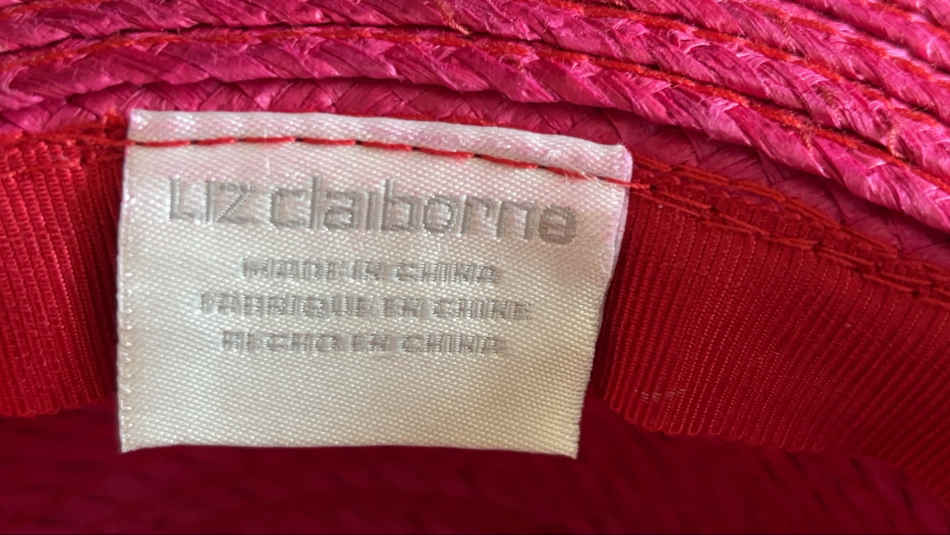 Liz claiborne
MADE IN CHINA
FABRIQUE EN CHINE
HECHO EN CHINA